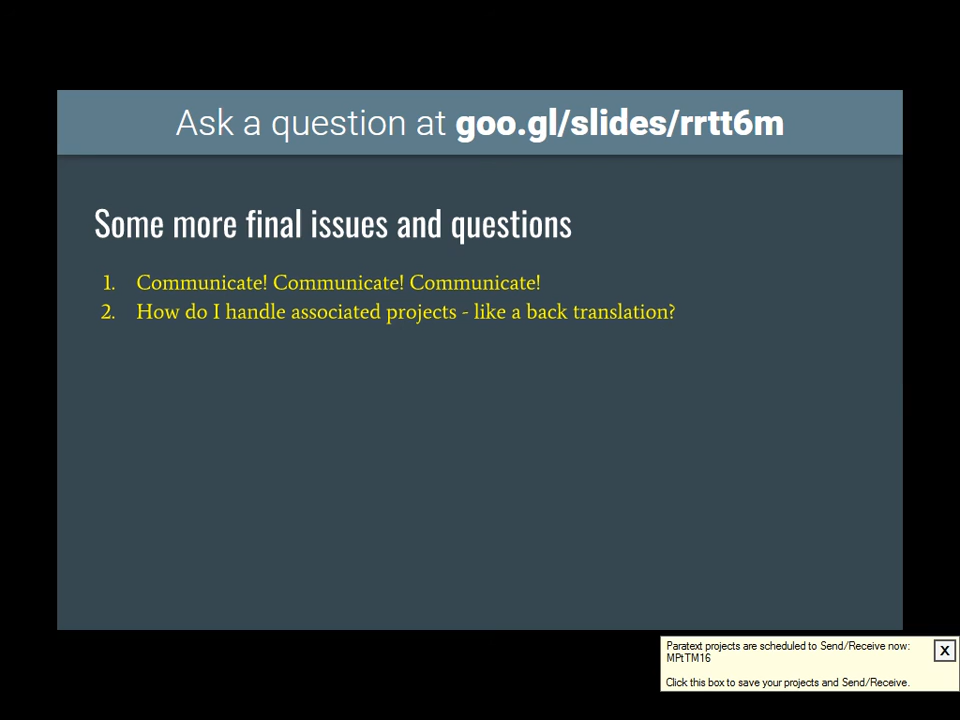 Ask a question at goo.gl/slides/rrtt6m
Some more final issues and questions
1. Communicate! Communicate! Communicate!
2. How do I handle associated projects - like a back translation?
Paratext projects are scheduled to Send/Receive now:
MPtTM16
X
Click this box to save your projects and Send/Receive.